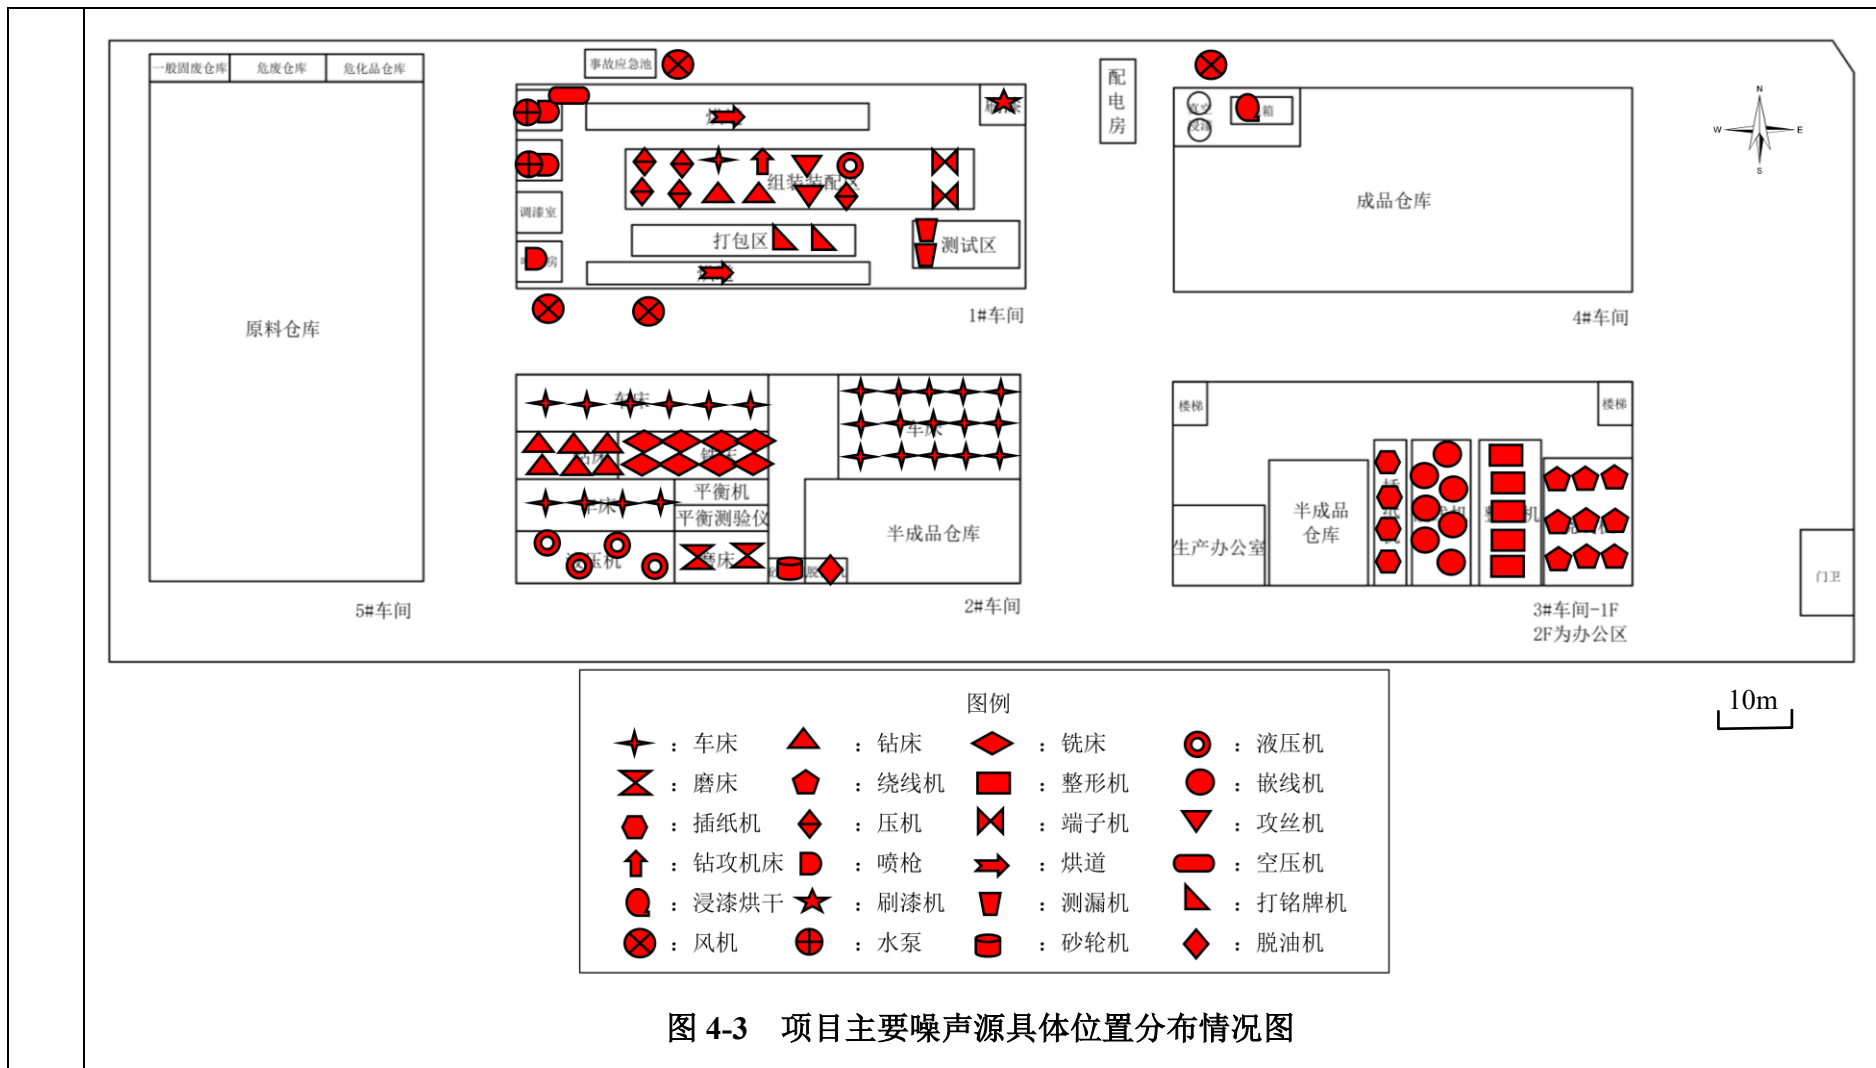 一般固废仓库
危废仓库
危化品仓库
原料仓库
5#车间
事故应急池
调漆室
房
组装装配区
打包区
测试区
1#车间
配
电
房
真空
浸漆
箱
成品仓库
4#车间
N
W
E
S
车床
钻床
铣床
车床
平衡机
平衡测验仪
液压机
磨床
车床
半成品仓库
2#车间
楼梯
楼梯
生产办公室
半成品
仓库
插
纸
机
机
3#车间-1F
2F为办公区
门卫
10m
图例
：车床
：钻床
：铣床
：液压机
：磨床
：绕线机
：整形机
：嵌线机
：插纸机
：压机
：端子机
：攻丝机
：钻攻机床
：喷枪
：烘道
：空压机
：浸漆烘干
：刷漆机
：测漏机
：打铭牌机
：风机
：水泵
：砂轮机
：脱油机
图 4-3 项目主要噪声源具体位置分布情况图